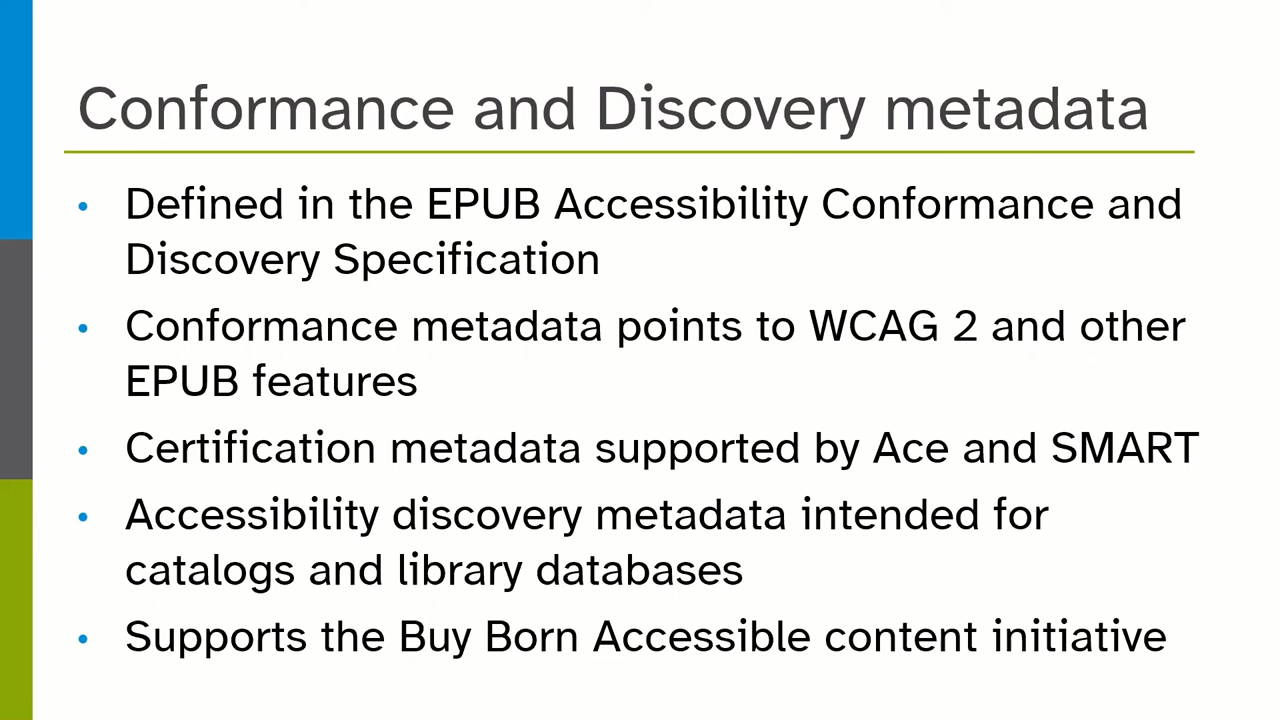 Conformance and Discovery metadata
• Defined in the EPUB Accessibility Conformance and
Discovery Specification
• Conformance metadata points to WCAG 2 and other
EPUB features
• Certification metadata supported by Ace and SMART
• Accessibility discovery metadata intended for
catalogs and library databases
• Supports the Buy Born Accessible content initiative